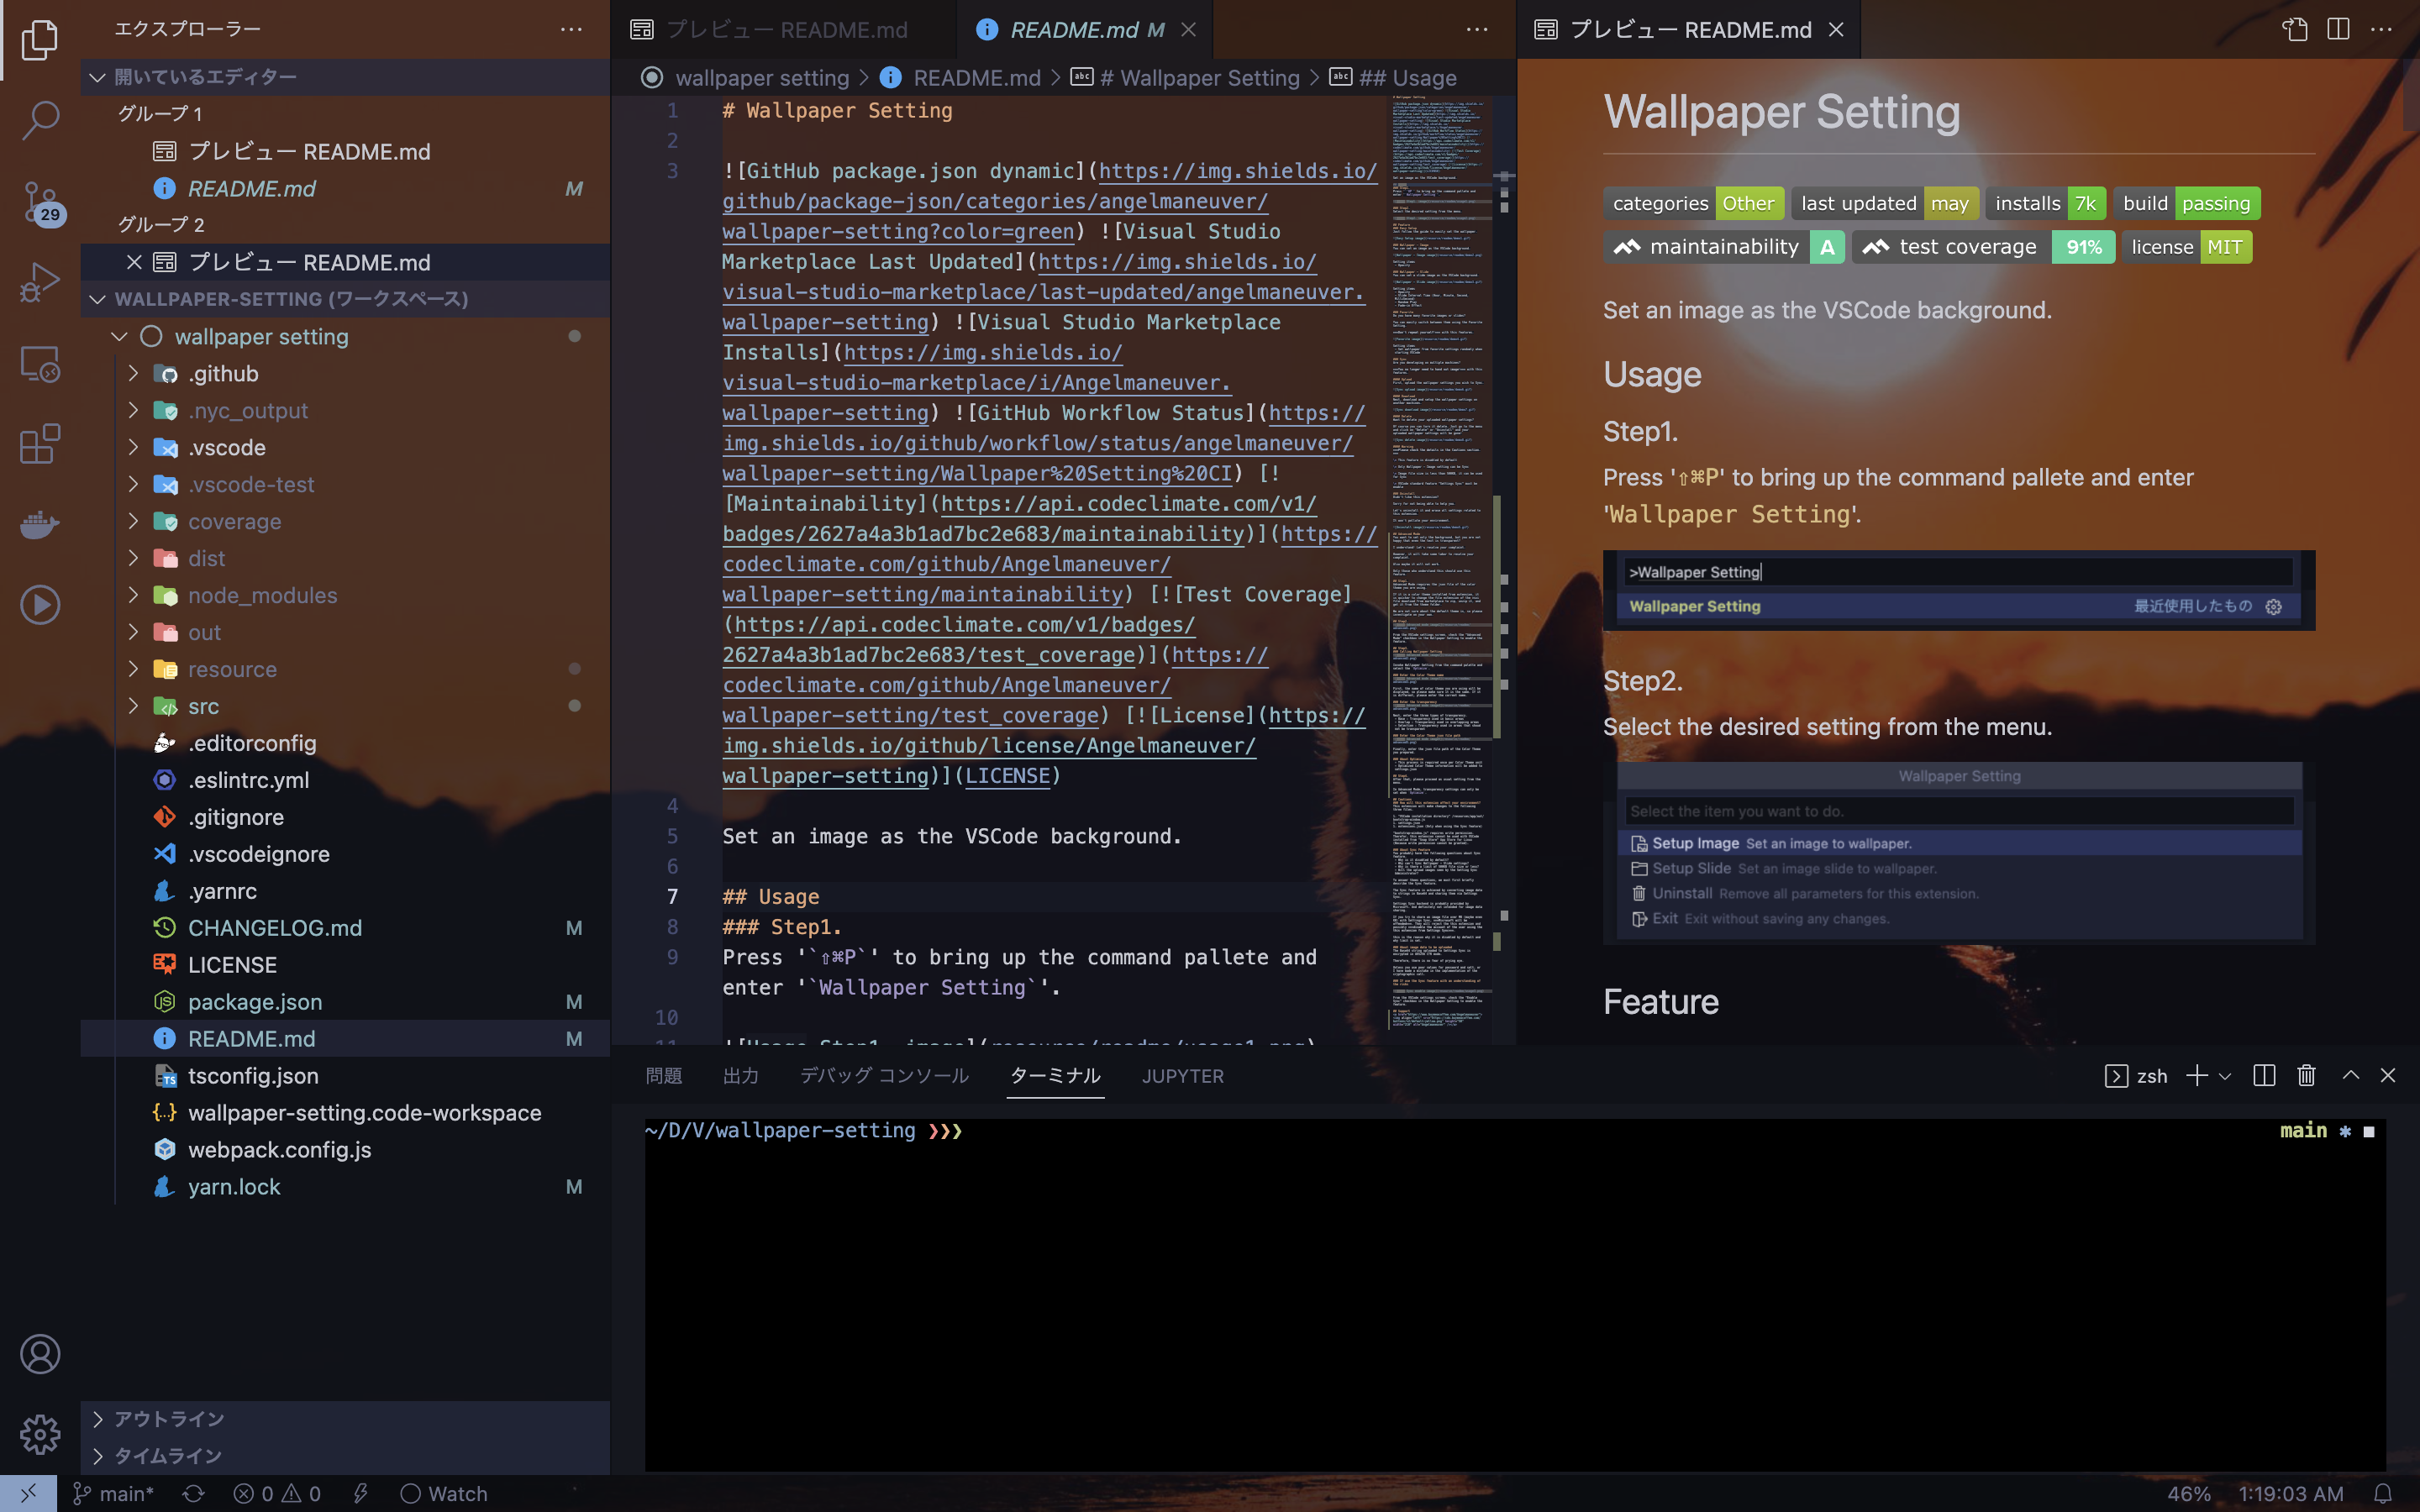 エクスプローラー
開いているエディター
グループ 1
プレビュー README.md
README.md M
グループ 2
プレビュー README.md
WALLPAPER-SETTING (ワークスペース)
wallpaper setting
.github
.nyc_output
.vscode
.vscode-test
coverage
dist
node_modules
out
resource
src
.editorconfig
.eslintrc.yml
.gitignore
.vscodeignore
.yarnrc
CHANGELOG.md M
LICENSE
package.json M
README.md M
tsconfig.json
wallpaper-setting.code-workspace
webpack.config.js
yarn.lock M
アウトライン
タイムライン
29
プレビュー README.md
README.md M
wallpaper setting > README.md > # Wallpaper Setting > ## Usage
1 # Wallpaper Setting
2
3 ![GitHub package.json dynamic](https://img.shields.io/
github/package-json/categories/angelmaneuver/
wallpaper-setting?color=green) ![Visual Studio
Marketplace Last Updated](https://img.shields.io/
visual-studio-marketplace/last-updated/angelmaneuver.
wallpaper-setting) ![Visual Studio Marketplace
Installs](https://img.shields.io/
visual-studio-marketplace/i/Angelmaneuver.
wallpaper-setting) ![GitHub Workflow Status](https://
img.shields.io/github/workflow/status/angelmaneuver/
wallpaper-setting/Wallpaper%20Setting%20CI) [!
[Maintainability](https://api.codeclimate.com/v1/
badges/2627a4a3b1ad7bc2e683/maintainability)](https://
codeclimate.com/github/Angelmaneuver/
wallpaper-setting/maintainability) [![Test Coverage]
(https://api.codeclimate.com/v1/badges/
2627a4a3b1ad7bc2e683/test_coverage)](https://
codeclimate.com/github/Angelmaneuver/
wallpaper-setting/test_coverage) [![License](https://
img.shields.io/github/license/Angelmaneuver/
wallpaper-setting)](LICENSE)
4
5 Set an image as the VSCode background.
6
7 ## Usage
8 ### Step1.
9 Press '`⇧⌘P`' to bring up the command pallete and
enter '`Wallpaper Setting`'.
10
11 ![Usage Step1. image](resource/readme/usage1.png)
プレビュー README.md
Wallpaper Setting
categories Other last updated may installs 7k build passing
maintainability A test coverage 91% license MIT
Set an image as the VSCode background.
Usage
Step1.
Press '⇧⌘P' to bring up the command pallete and enter
'Wallpaper Setting'.
>Wallpaper Setting
Wallpaper Setting 最近使用したもの
Step2.
Select the desired setting from the menu.
Wallpaper Setting
Select the item you want to do.
Setup Image Set an image to wallpaper.
Setup Slide Set an image slide to wallpaper.
Uninstall Remove all parameters for this extension.
Exit Exit without saving any changes.
Feature
問題 出力 デバッグ コンソール ターミナル JUPYTER
zsh
~/D/V/wallpaper-setting ❯❯❯
main *
main* 0 0 Watch
46% 1:19:03 AM